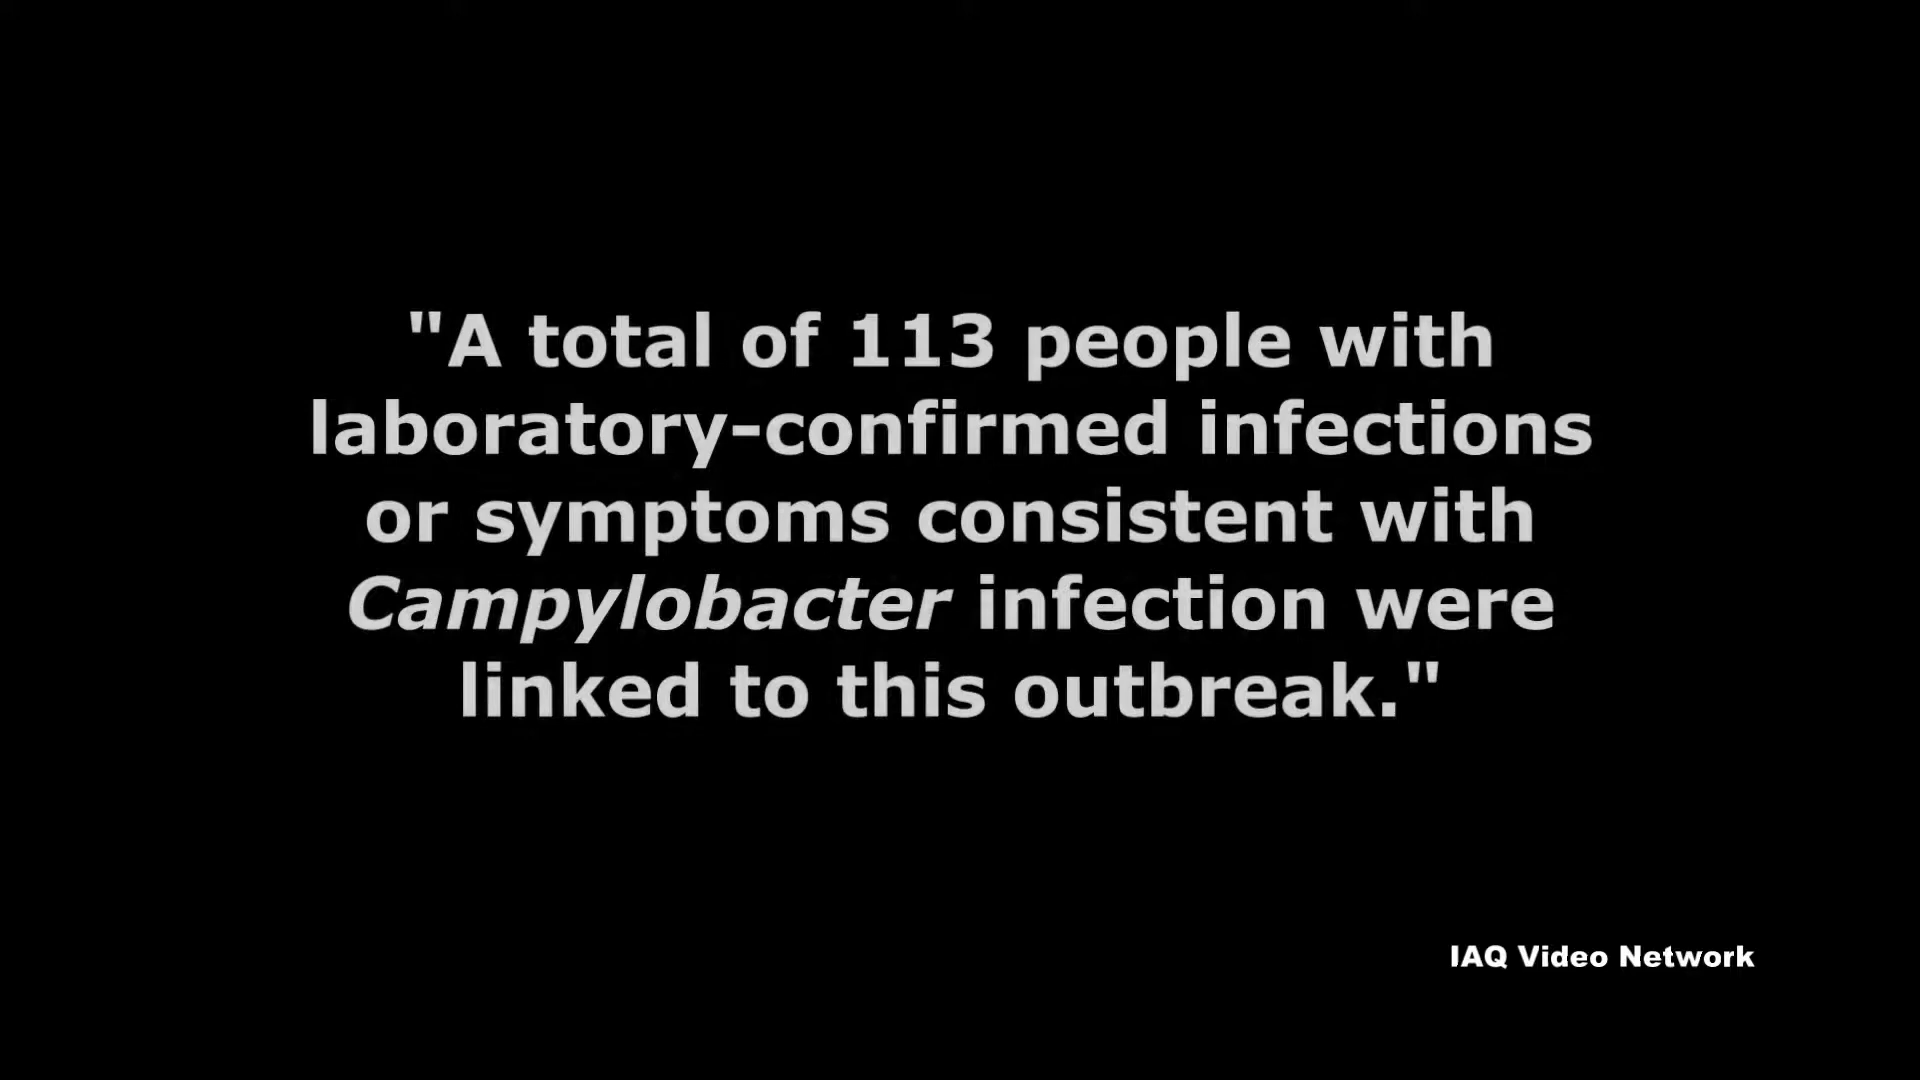 "A total of 113 people with
laboratory-confirmed infections
or symptoms consistent with
Campylobacter infection were
linked to this outbreak."
IAQ Video Network